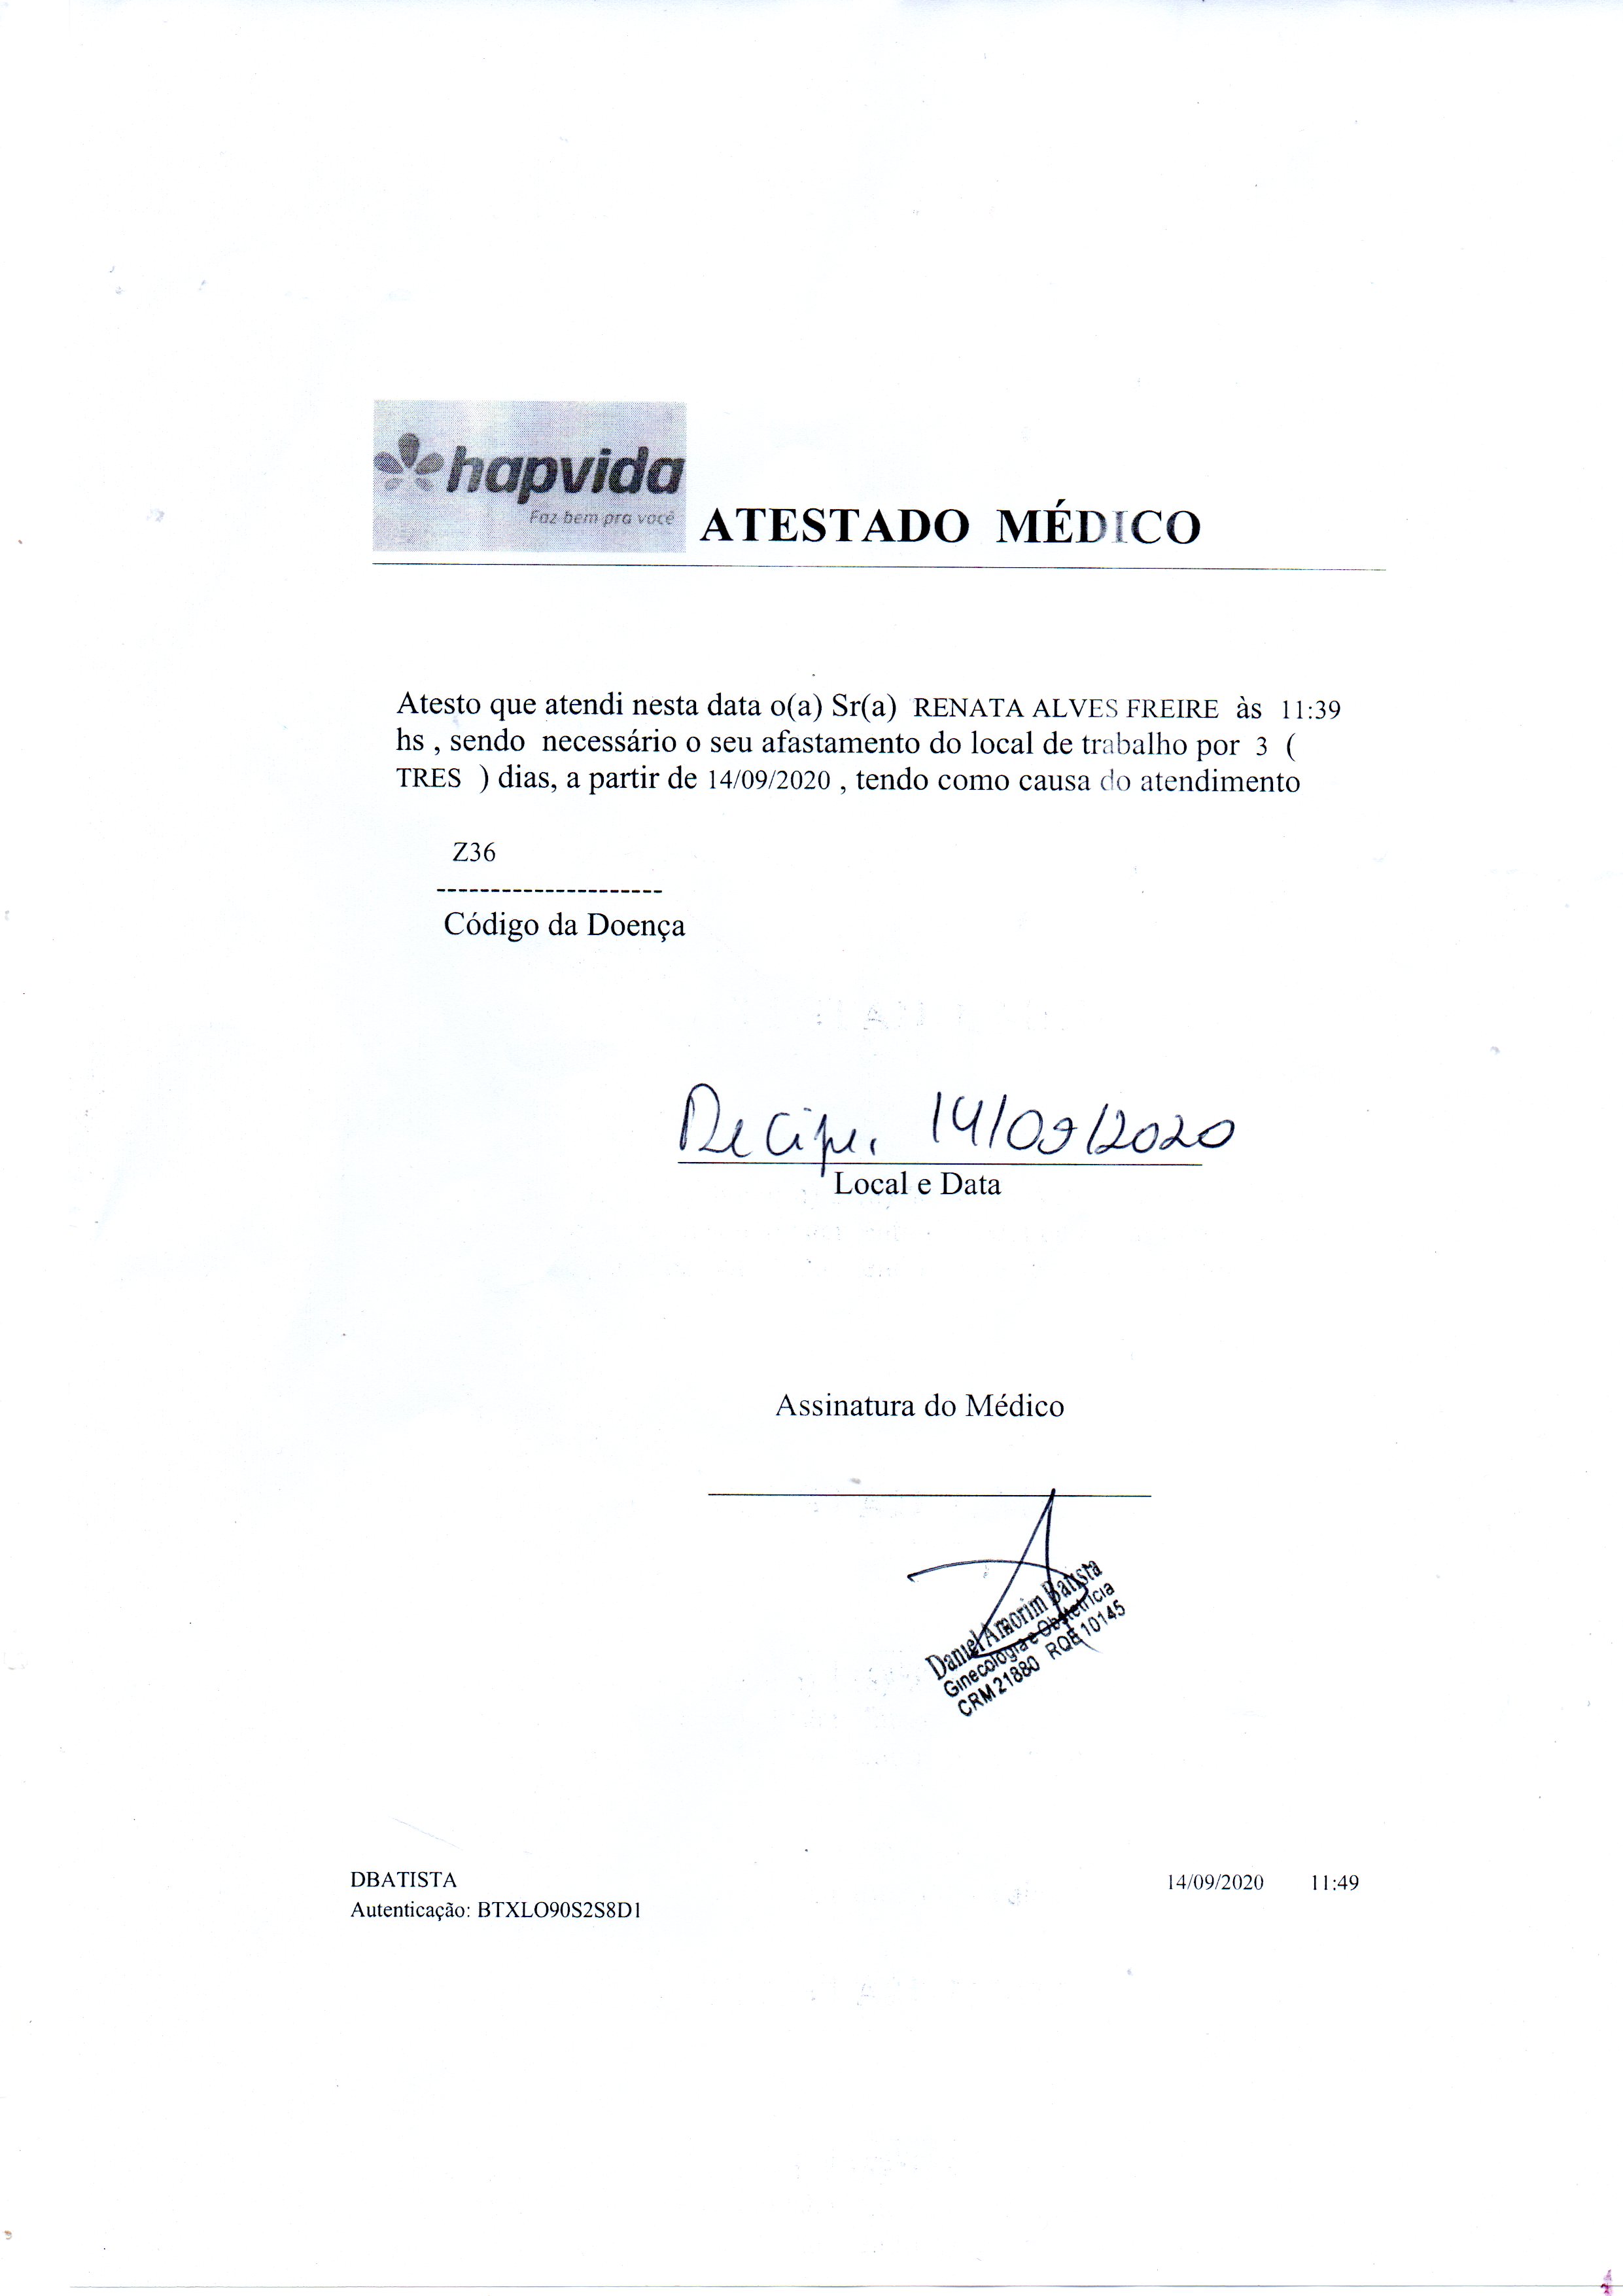 hapvida
Faz bem pra você
ATESTADO MÉDICO
Atesto que atendi nesta data o(a) Sr(a) RENATA ALVES FREIRE às 11:39
hs , sendo necessário o seu afastamento do local de trabalho por 3 (
TRES ) dias, a partir de 14/09/2020 , tendo como causa do atendimento
Z36
---------------------
Código da Doença
Recife, 14/09/2020
Local e Data
Assinatura do Médico
Daniel Amorim Batista
Ginecologia e Obstetrícia
CRM 21880 RQE 10145
DBATISTA 14/09/2020 11:49
Autenticação: BTXLO90S2S8D1